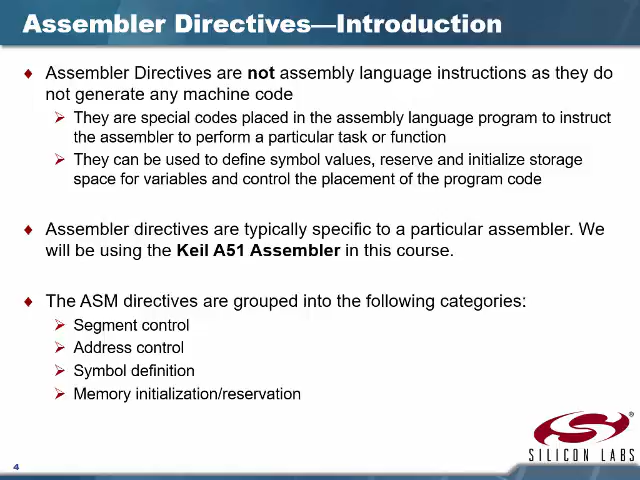 Assembler Directives—Introduction
Assembler Directives are not assembly language instructions as they do
not generate any machine code
They are special codes placed in the assembly language program to instruct
the assembler to perform a particular task or function
They can be used to define symbol values, reserve and initialize storage
space for variables and control the placement of the program code
Assembler directives are typically specific to a particular assembler. We
will be using the Keil A51 Assembler in this course.
The ASM directives are grouped into the following categories:
Segment control
Address control
Symbol definition
Memory initialization/reservation
®
SILICON LABS
4